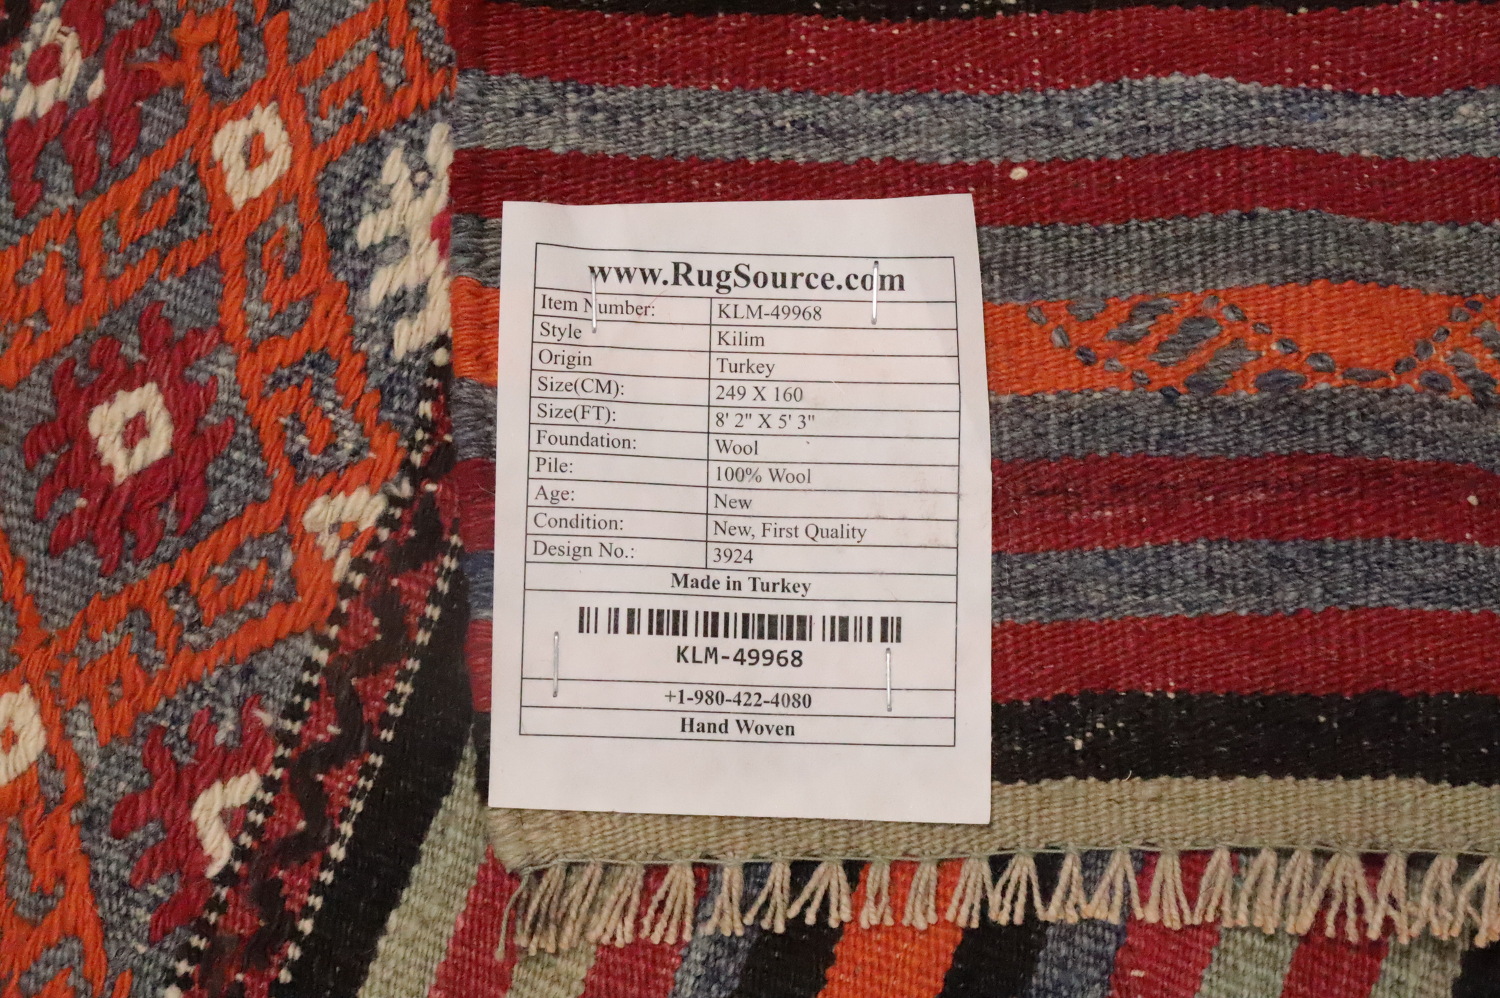 www.RugSource.com
Item Number: KLM-49968
Style Kilim
Origin Turkey
Size(CM): 249 X 160
Size(FT): 8' 2" X 5' 3"
Foundation: Wool
Pile: 100% Wool
Age: New
Condition: New, First Quality
Design No.: 3924
Made in Turkey
KLM-49968
+1-980-422-4080
Hand Woven